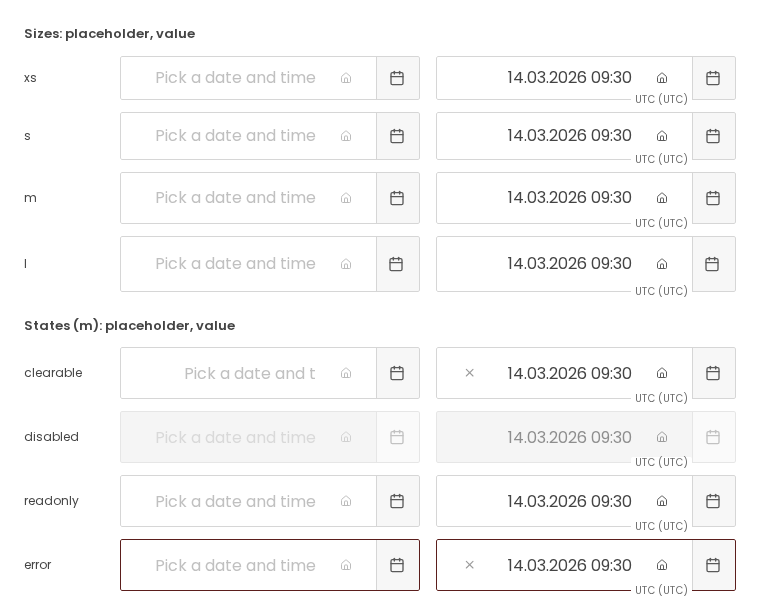 Sizes: placeholder, value
xs Pick a date and time 14.03.2026 09:30
UTC (UTC)
s Pick a date and time 14.03.2026 09:30
UTC (UTC)
m Pick a date and time 14.03.2026 09:30
UTC (UTC)
l Pick a date and time 14.03.2026 09:30
UTC (UTC)
States (m): placeholder, value
clearable Pick a date and t 14.03.2026 09:30
UTC (UTC)
disabled Pick a date and time 14.03.2026 09:30
UTC (UTC)
readonly Pick a date and time 14.03.2026 09:30
UTC (UTC)
error Pick a date and time 14.03.2026 09:30
UTC (UTC)